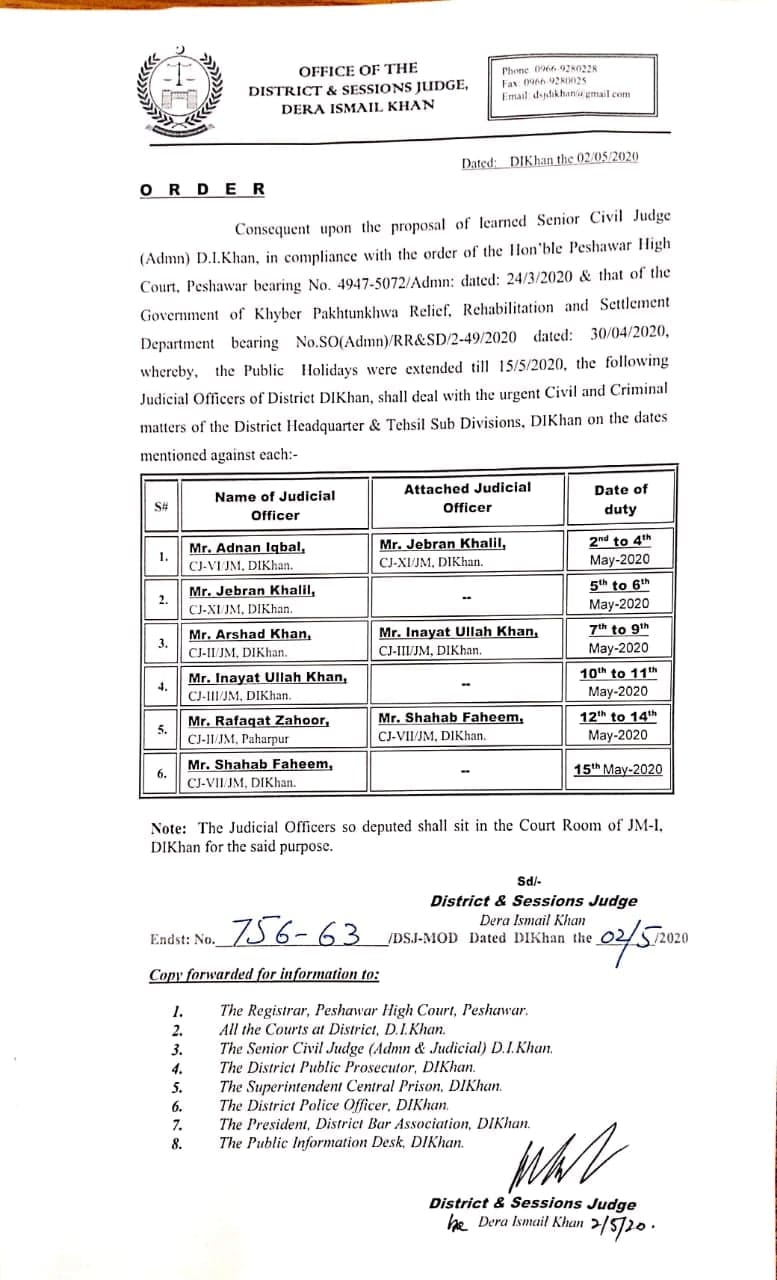 OFFICE OF THE
DISTRICT & SESSIONS JUDGE,
DERA ISMAIL KHAN
Phone: 0966-9280228
Fax: 0966-9280025
Email: dsjdikhan@gmail.com
Dated: DIKhan the 02/05/2020
O R D E R
Consequent upon the proposal of learned Senior Civil Judge
(Admn) D.I.Khan, in compliance with the order of the Hon'ble Peshawar High
Court, Peshawar bearing No. 4947-5072/Admn: dated: 24/3/2020 & that of the
Government of Khyber Pakhtunkhwa Relief, Rehabilitation and Settlement
Department bearing No.SO(Admn)/RR&SD/2-49/2020 dated: 30/04/2020,
whereby, the Public Holidays were extended till 15/5/2020, the following
Judicial Officers of District DIKhan, shall deal with the urgent Civil and Criminal
matters of the District Headquarter & Tehsil Sub Divisions, DIKhan on the dates
mentioned against each:-
S# Name of Judicial Officer Attached Judicial Officer Date of duty
1. Mr. Adnan Iqbal, Mr. Jebran Khalil, 2nd to 4th
CJ-VI/JM, DIKhan. CJ-XI/JM, DIKhan. May-2020
2. Mr. Jebran Khalil, -- 5th to 6th
CJ-XI/JM, DIKhan. May-2020
3. Mr. Arshad Khan, Mr. Inayat Ullah Khan, 7th to 9th
CJ-II/JM, DIKhan. CJ-III/JM, DIKhan. May-2020
4. Mr. Inayat Ullah Khan, -- 10th to 11th
CJ-III/JM, DIKhan. May-2020
5. Mr. Rafaqat Zahoor, Mr. Shahab Faheem, 12th to 14th
CJ-II/JM, Paharpur CJ-VII/JM, DIKhan. May-2020
6. Mr. Shahab Faheem, -- 15th May-2020
CJ-VII/JM, DIKhan.
Note: The Judicial Officers so deputed shall sit in the Court Room of JM-I,
DIKhan for the said purpose.
Sd/-
District & Sessions Judge
Dera Ismail Khan
Endst: No. 756-63 /DSJ-MOD Dated DIKhan the 02/5/2020
Copy forwarded for information to:
1. The Registrar, Peshawar High Court, Peshawar.
2. All the Courts at District, D.I.Khan.
3. The Senior Civil Judge (Admn & Judicial) D.I.Khan.
4. The District Public Prosecutor, DIKhan.
5. The Superintendent Central Prison, DIKhan.
6. The District Police Officer, DIKhan.
7. The President, District Bar Association, DIKhan.
8. The Public Information Desk, DIKhan.
District & Sessions Judge
Dera Ismail Khan 2/5/20.